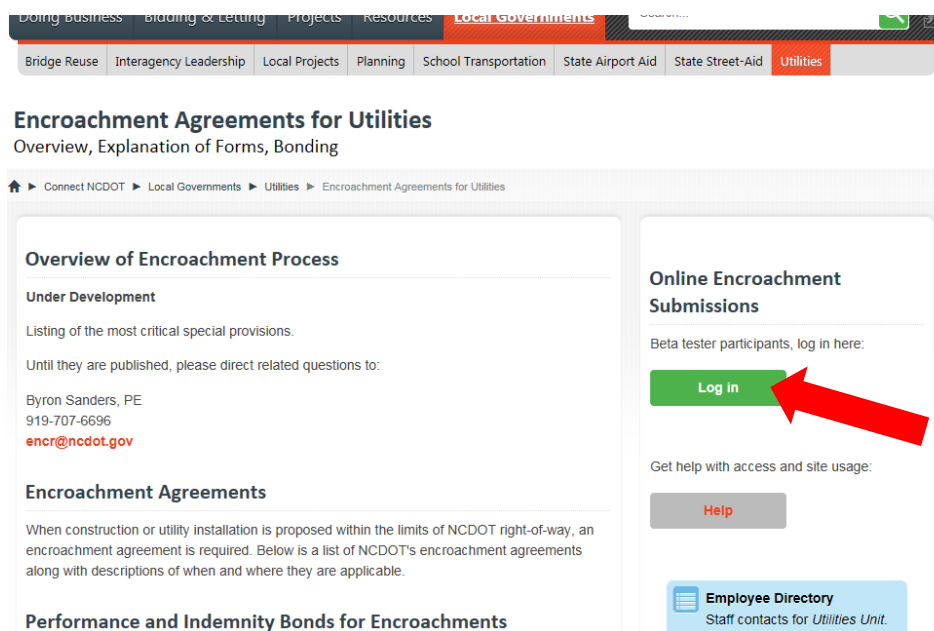 Doing Business Bidding & Letting Projects Resources Local Governments Search...
Bridge Reuse Interagency Leadership Local Projects Planning School Transportation State Airport Aid State Street-Aid Utilities
Encroachment Agreements for Utilities
Overview, Explanation of Forms, Bonding
Connect NCDOT ► Local Governments ► Utilities ► Encroachment Agreements for Utilities
Overview of Encroachment Process
Under Development
Listing of the most critical special provisions.
Until they are published, please direct related questions to:
Byron Sanders, PE
919-707-6696
encr@ncdot.gov
Encroachment Agreements
When construction or utility installation is proposed within the limits of NCDOT right-of-way, an
encroachment agreement is required. Below is a list of NCDOT's encroachment agreements
along with descriptions of when and where they are applicable.
Performance and Indemnity Bonds for Encroachments
Online Encroachment
Submissions
Beta tester participants, log in here:
Log in
Get help with access and site usage:
Help
Employee Directory
Staff contacts for Utilities Unit.